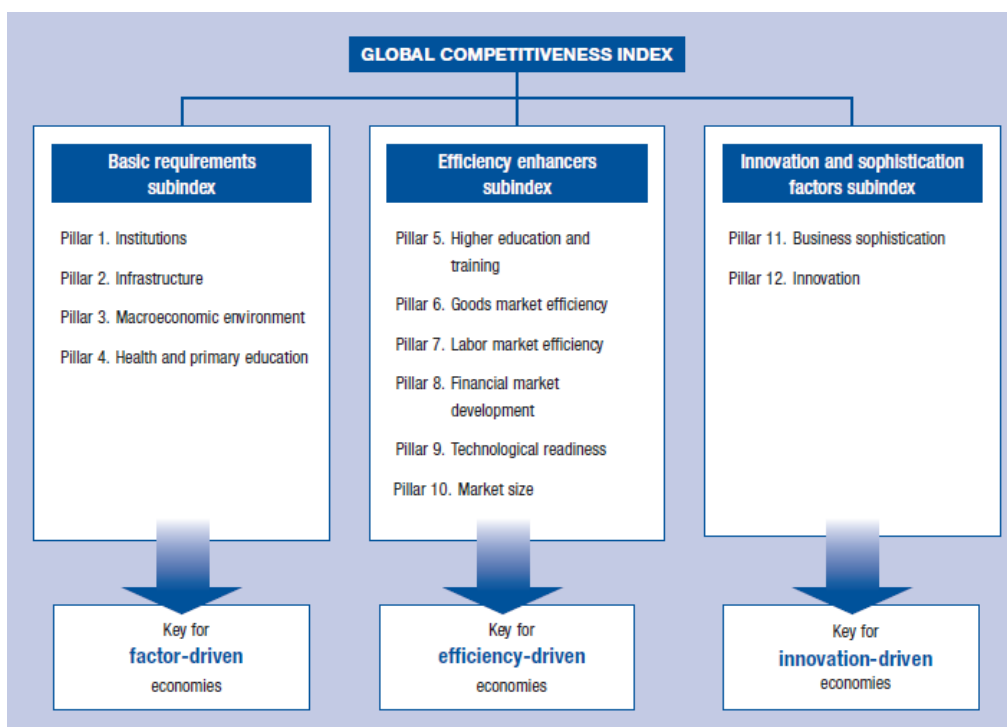 GLOBAL COMPETITIVENESS INDEX
Basic requirements
subindex
Pillar 1. Institutions
Pillar 2. Infrastructure
Pillar 3. Macroeconomic environment
Pillar 4. Health and primary education
Key for
factor-driven
economies
Efficiency enhancers
subindex
Pillar 5. Higher education and
training
Pillar 6. Goods market efficiency
Pillar 7. Labor market efficiency
Pillar 8. Financial market
development
Pillar 9. Technological readiness
Pillar 10. Market size
Key for
efficiency-driven
economies
Innovation and sophistication
factors subindex
Pillar 11. Business sophistication
Pillar 12. Innovation
Key for
innovation-driven
economies